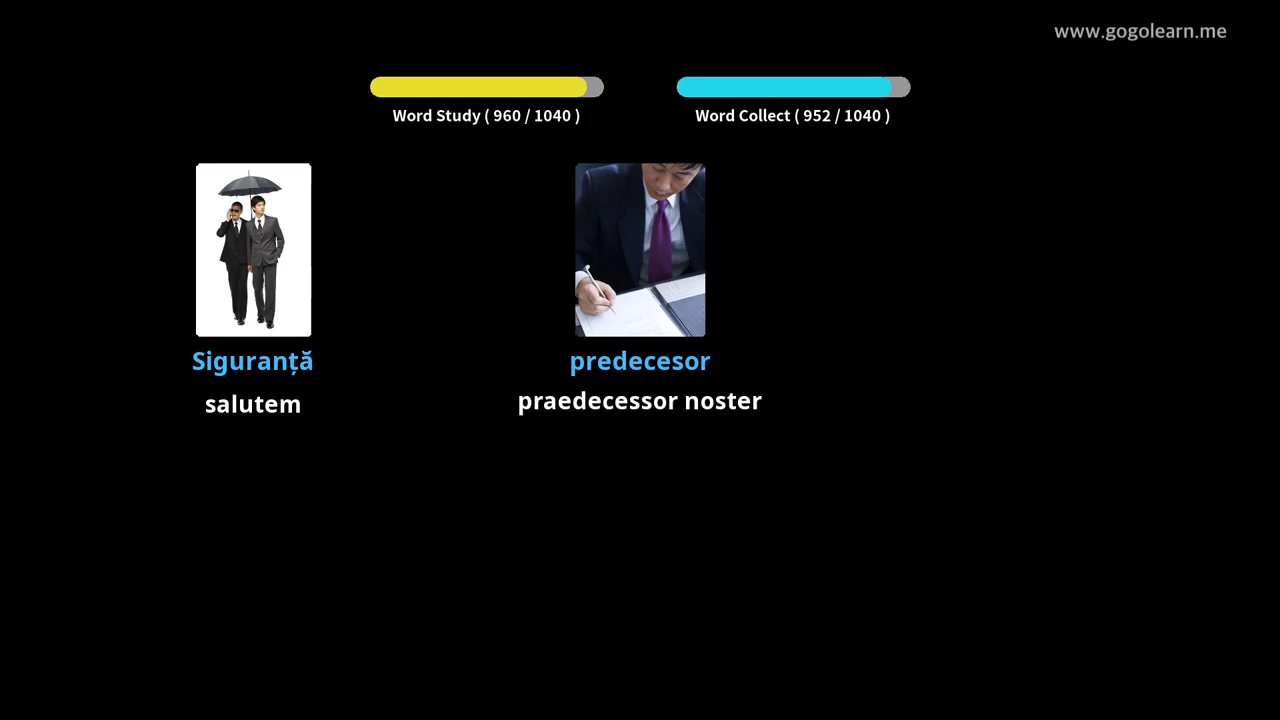 www.gogolearn.me
Word Study ( 960 / 1040 )
Word Collect ( 952 / 1040 )
Siguranță
salutem
predecesor
praedecessor noster